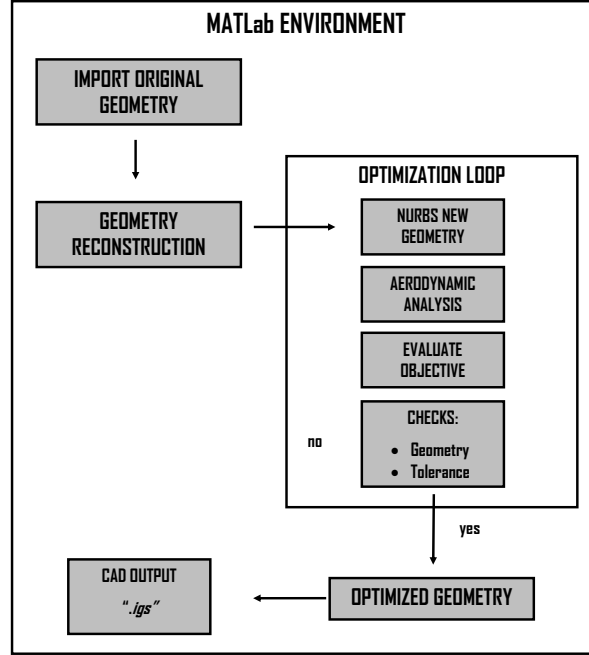 MATLab ENVIRONMENT
IMPORT ORIGINAL
GEOMETRY
GEOMETRY
RECONSTRUCTION
OPTIMIZATION LOOP
NURBS NEW
GEOMETRY
AERODYNAMIC
ANALYSIS
EVALUATE
OBJECTIVE
CHECKS:
• Geometry
• Tolerance
no
yes
OPTIMIZED GEOMETRY
CAD OUTPUT
“.igs”